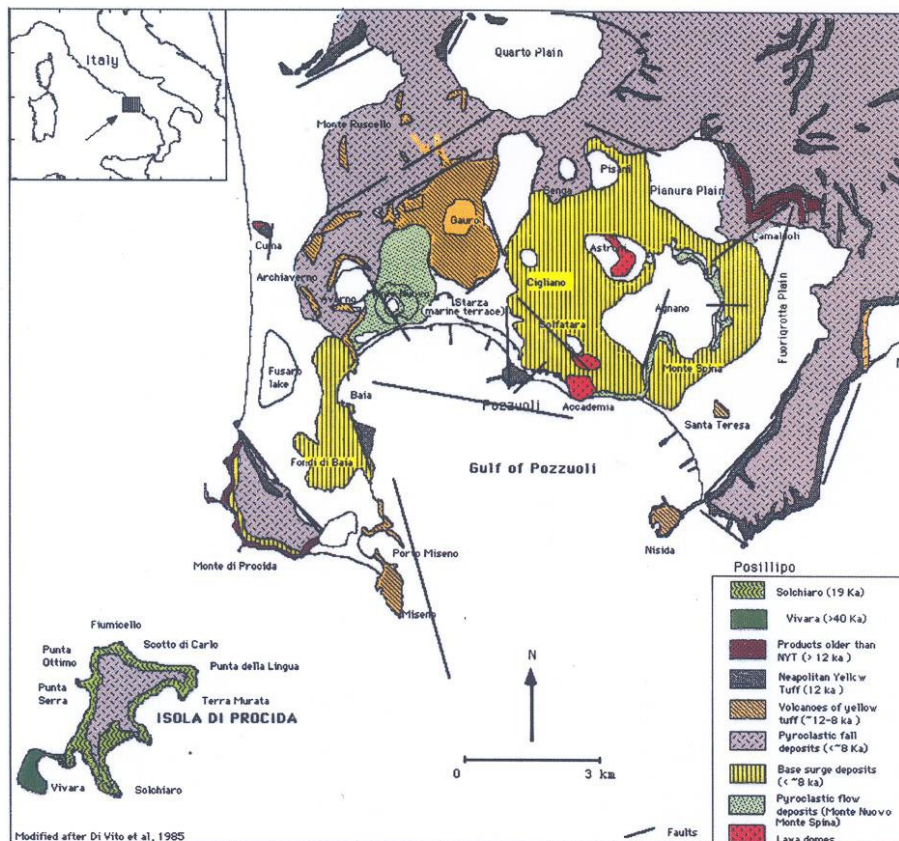 Italy
Quarto Plain
Monte Ruscello
Pisani
Senga
Pianura Plain
Gauro
Camaldoli
Cuma
Astroni
Archiaverno
Averno
Cigliano
Starza
(marine terrace)
Agnano
Fuorigrotta Plain
Solfatara
Fusaro
lake
Monte Spina
Baia
Pozzuoli
Accademia
Santa Teresa
Fondi di Baia
Gulf of Pozzuoli
Nisida
Porto Miseno
Monte di Procida
Miseno
Posillipo
Fiumicello
Scotto di Carlo
Punta
Ottimo
Punta della Lingua
Punta
Serra
Terra Murata
ISOLA DI PROCIDA
Vivara
Solchiaro
N
0 3 km
Solchiaro (19 Ka)
Vivara (>40 Ka)
Products older than
NYT (> 12 ka)
Neapolitan Yellow
Tuff (12 ka)
Volcanoes of yellow
tuff (~12-8 ka)
Pyroclastic fall
deposits (<~8 Ka)
Base surge deposits
(< ~8 ka)
Pyroclastic flow
deposits (Monte Nuovo
Monte Spina)
Lava domes
Faults
Modified after Di Vito et al, 1985